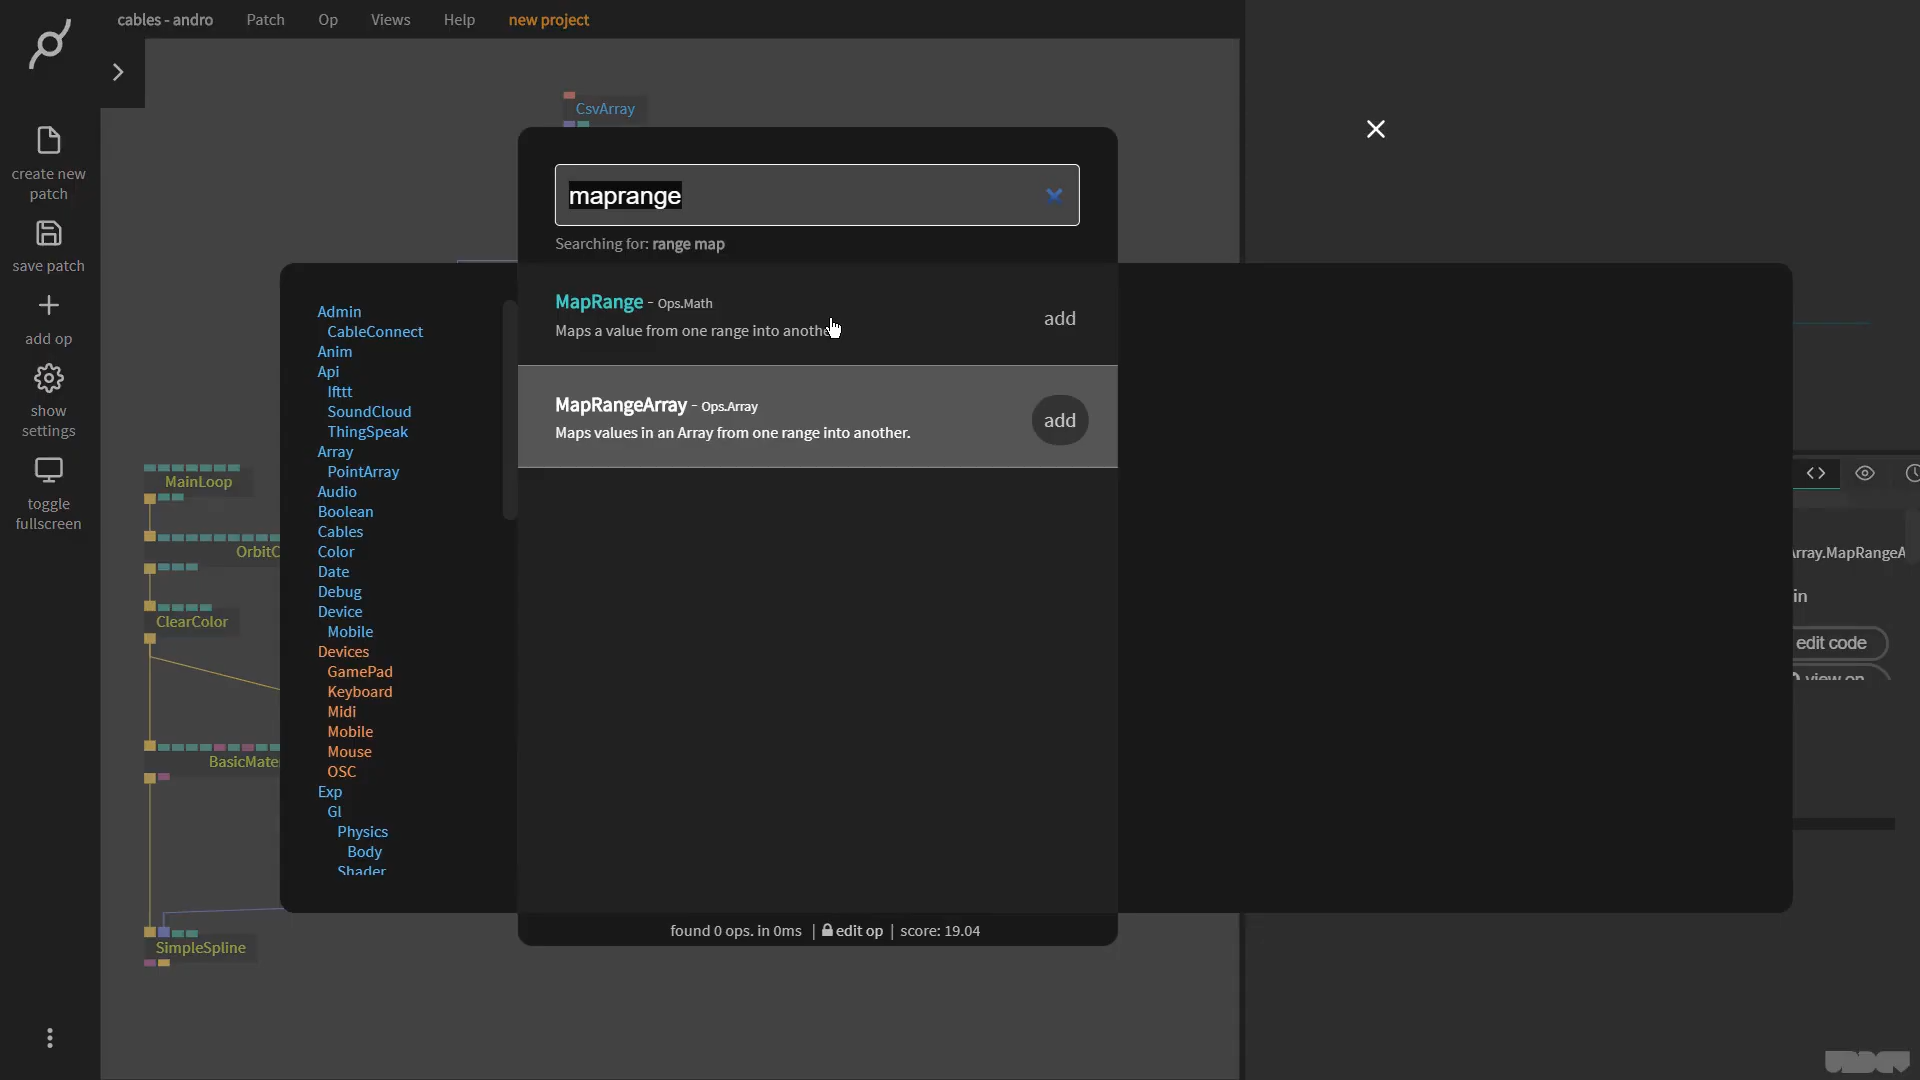 cables - andro
Patch
Op
Views
Help
new project
create new
patch
save patch
add op
show
settings
toggle
fullscreen
CsvArray
maprange
Searching for: range map
MapRange - Ops.Math
Maps a value from one range into anothe
add
MapRangeArray - Ops.Array
Maps values in an Array from one range into another.
add
Admin
CableConnect
Anim
Api
Ifttt
SoundCloud
ThingSpeak
Array
PointArray
Audio
Boolean
Cables
Color
Date
Debug
Device
Mobile
Devices
GamePad
Keyboard
Midi
Mobile
Mouse
OSC
Exp
Gl
Physics
Body
Shader
MainLoop
OrbitC
ClearColor
BasicMate
SimpleSpline
found 0 ops. in 0ms | edit op | score: 19.04
rray.MapRangeA
in
edit code
view op